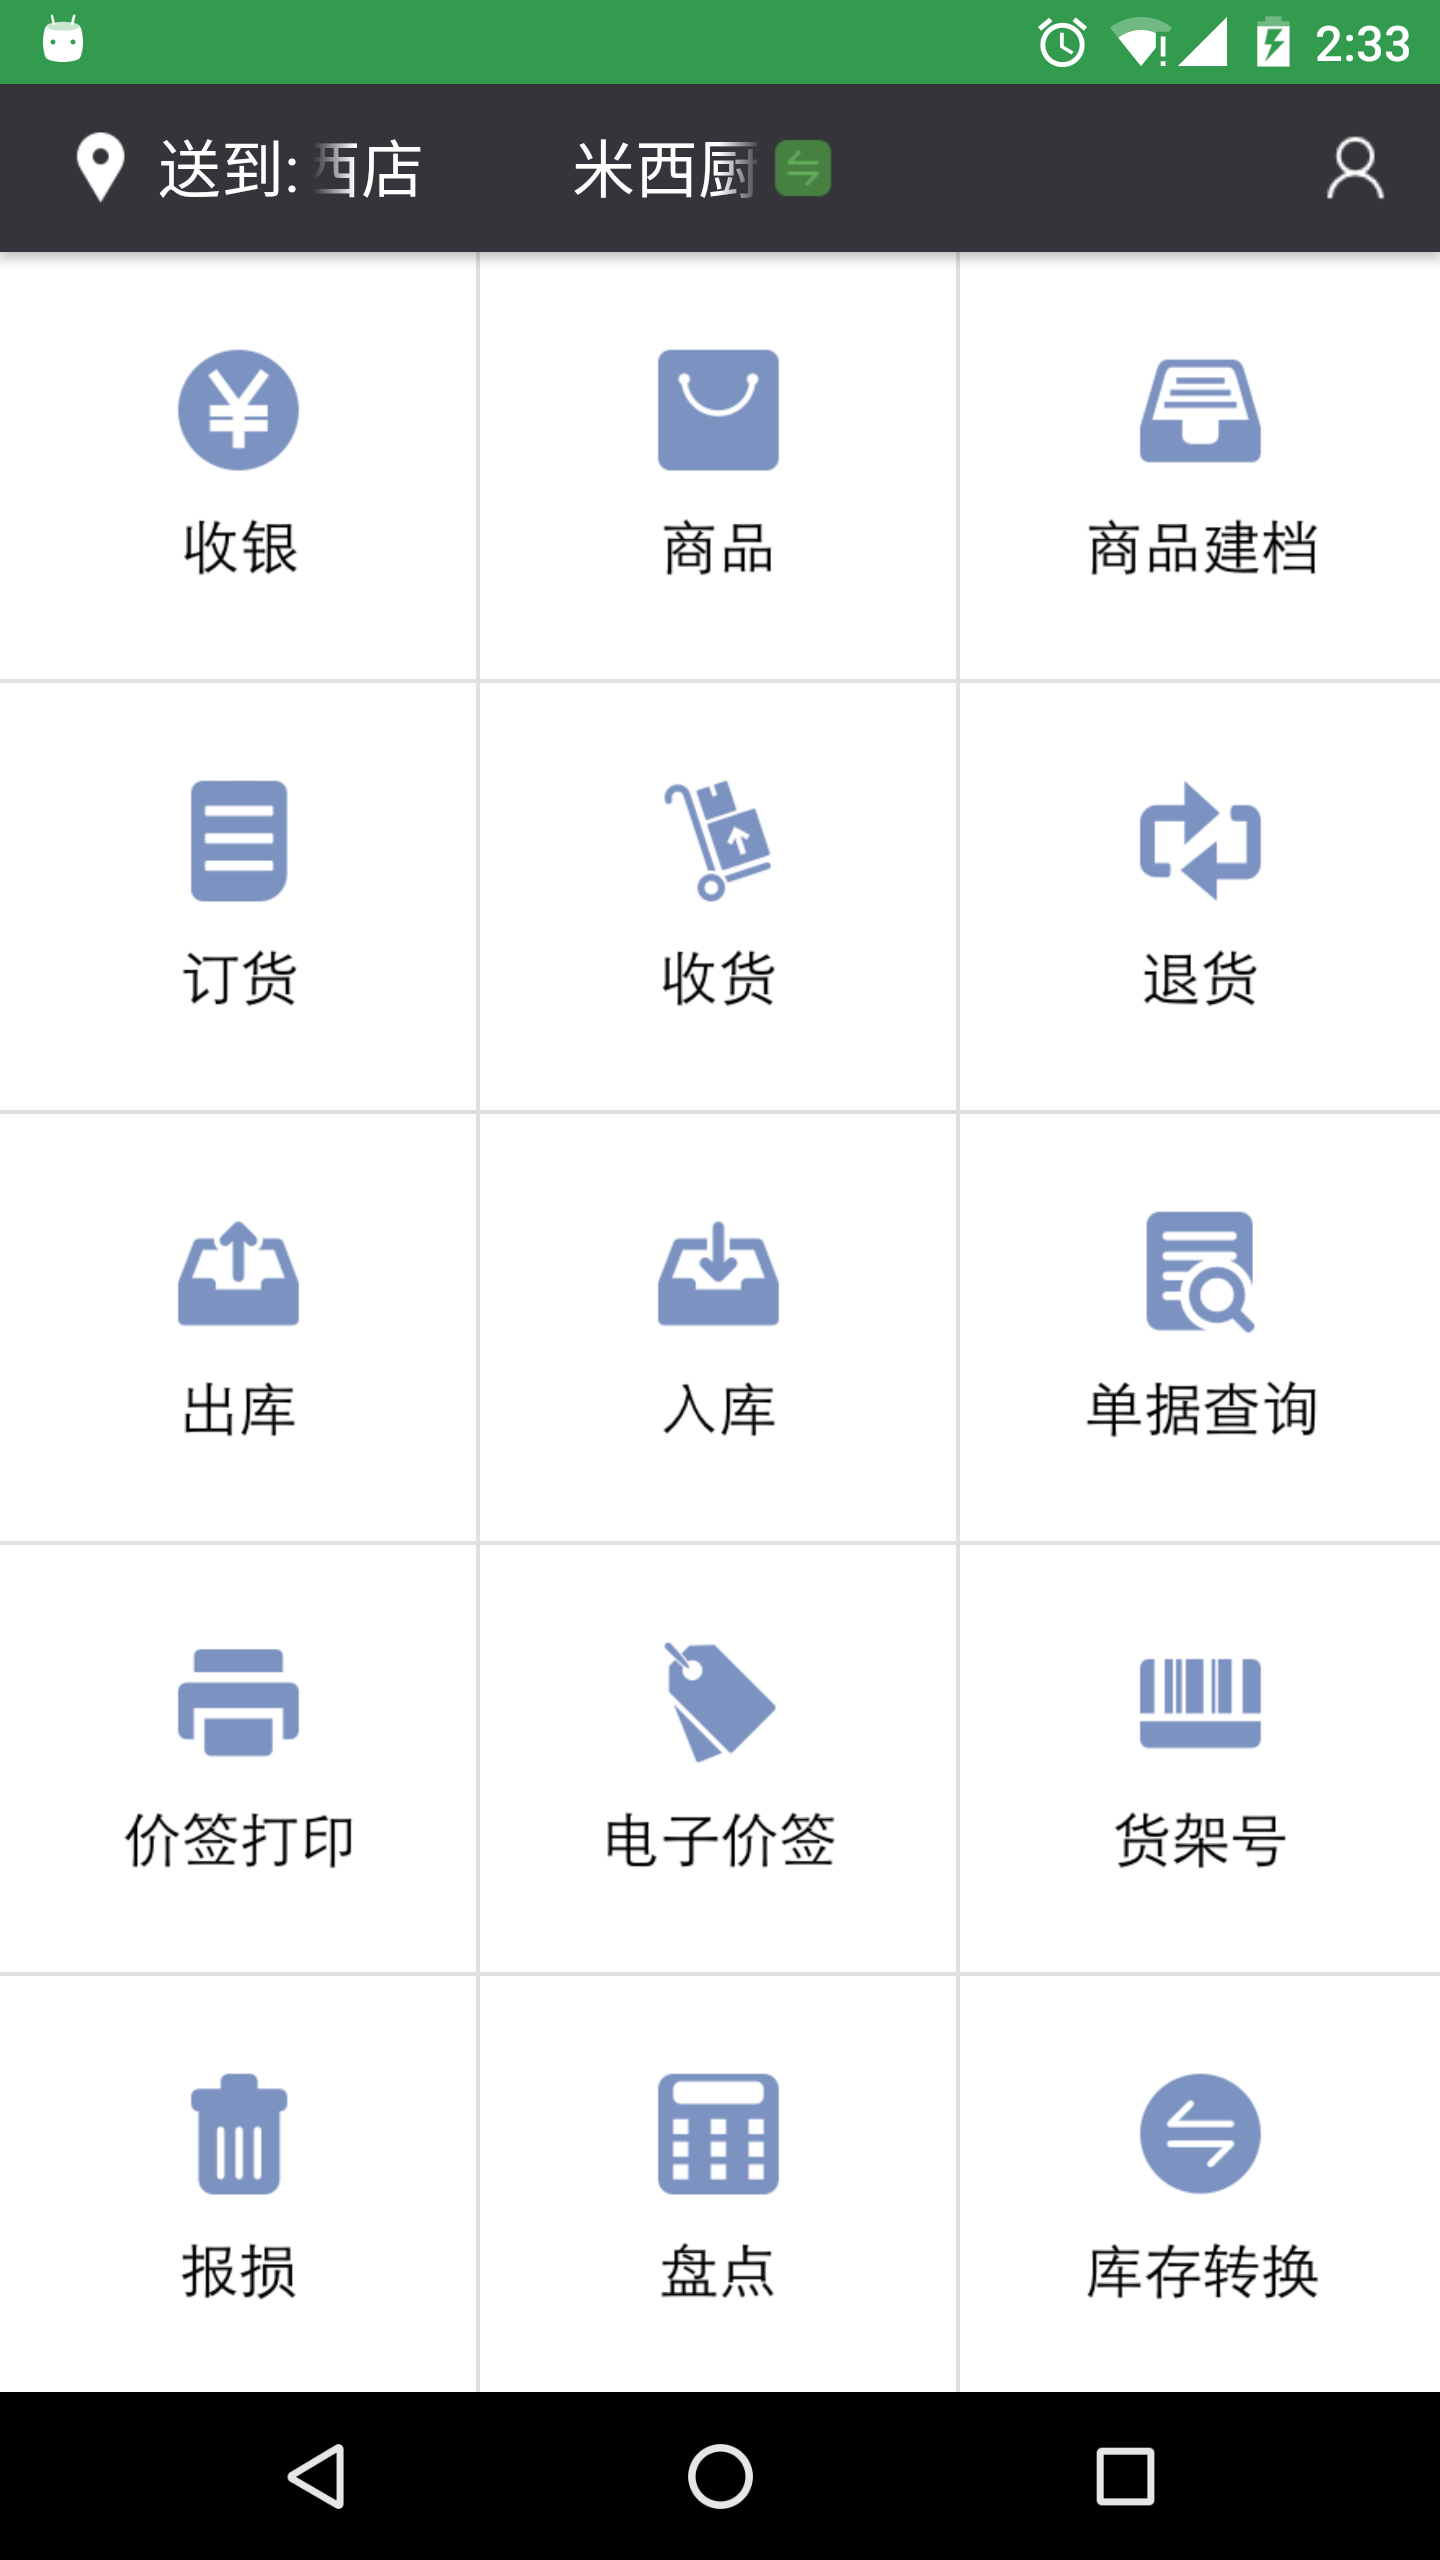 2:33
送到: 西店 米西厨
收银
商品
商品建档
订货
收货
退货
出库
入库
单据查询
价签打印
电子价签
货架号
报损
盘点
库存转换